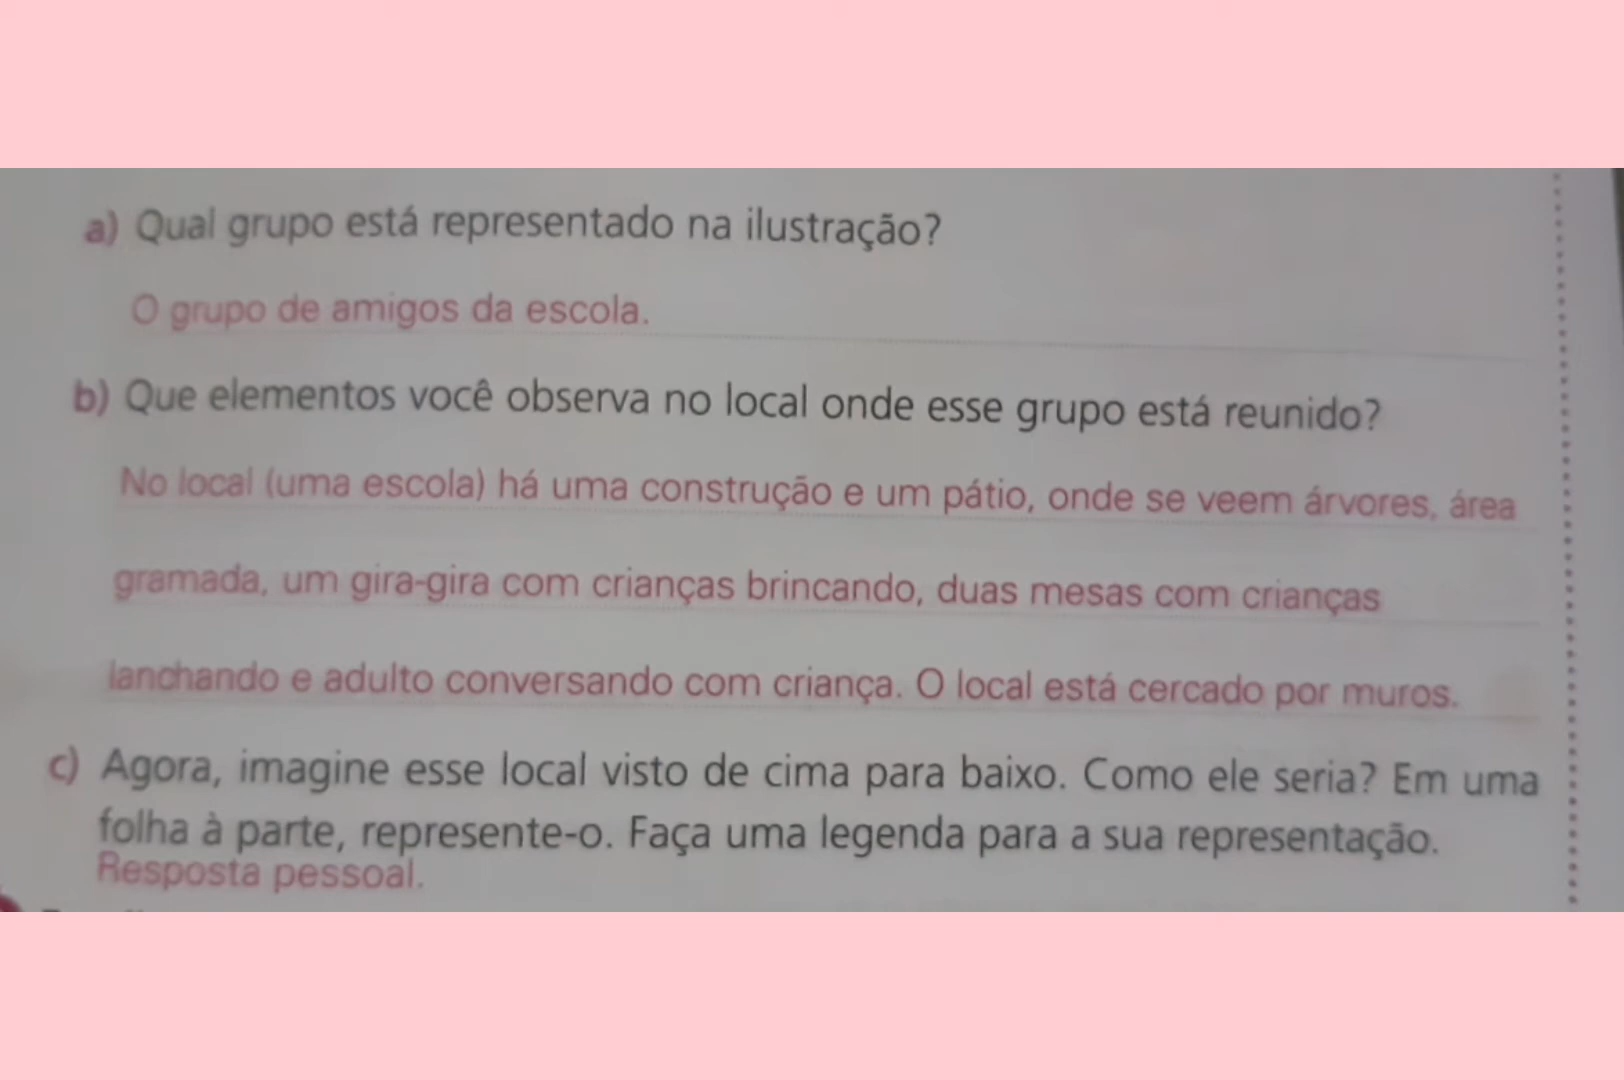 a) Qual grupo está representado na ilustração?
O grupo de amigos da escola.
b) Que elementos você observa no local onde esse grupo está reunido?
No local (uma escola) há uma construção e um pátio, onde se veem árvores, área
gramada, um gira-gira com crianças brincando, duas mesas com crianças
lanchando e adulto conversando com criança. O local está cercado por muros.
c) Agora, imagine esse local visto de cima para baixo. Como ele seria? Em uma
folha à parte, represente-o. Faça uma legenda para a sua representação.
Resposta pessoal.